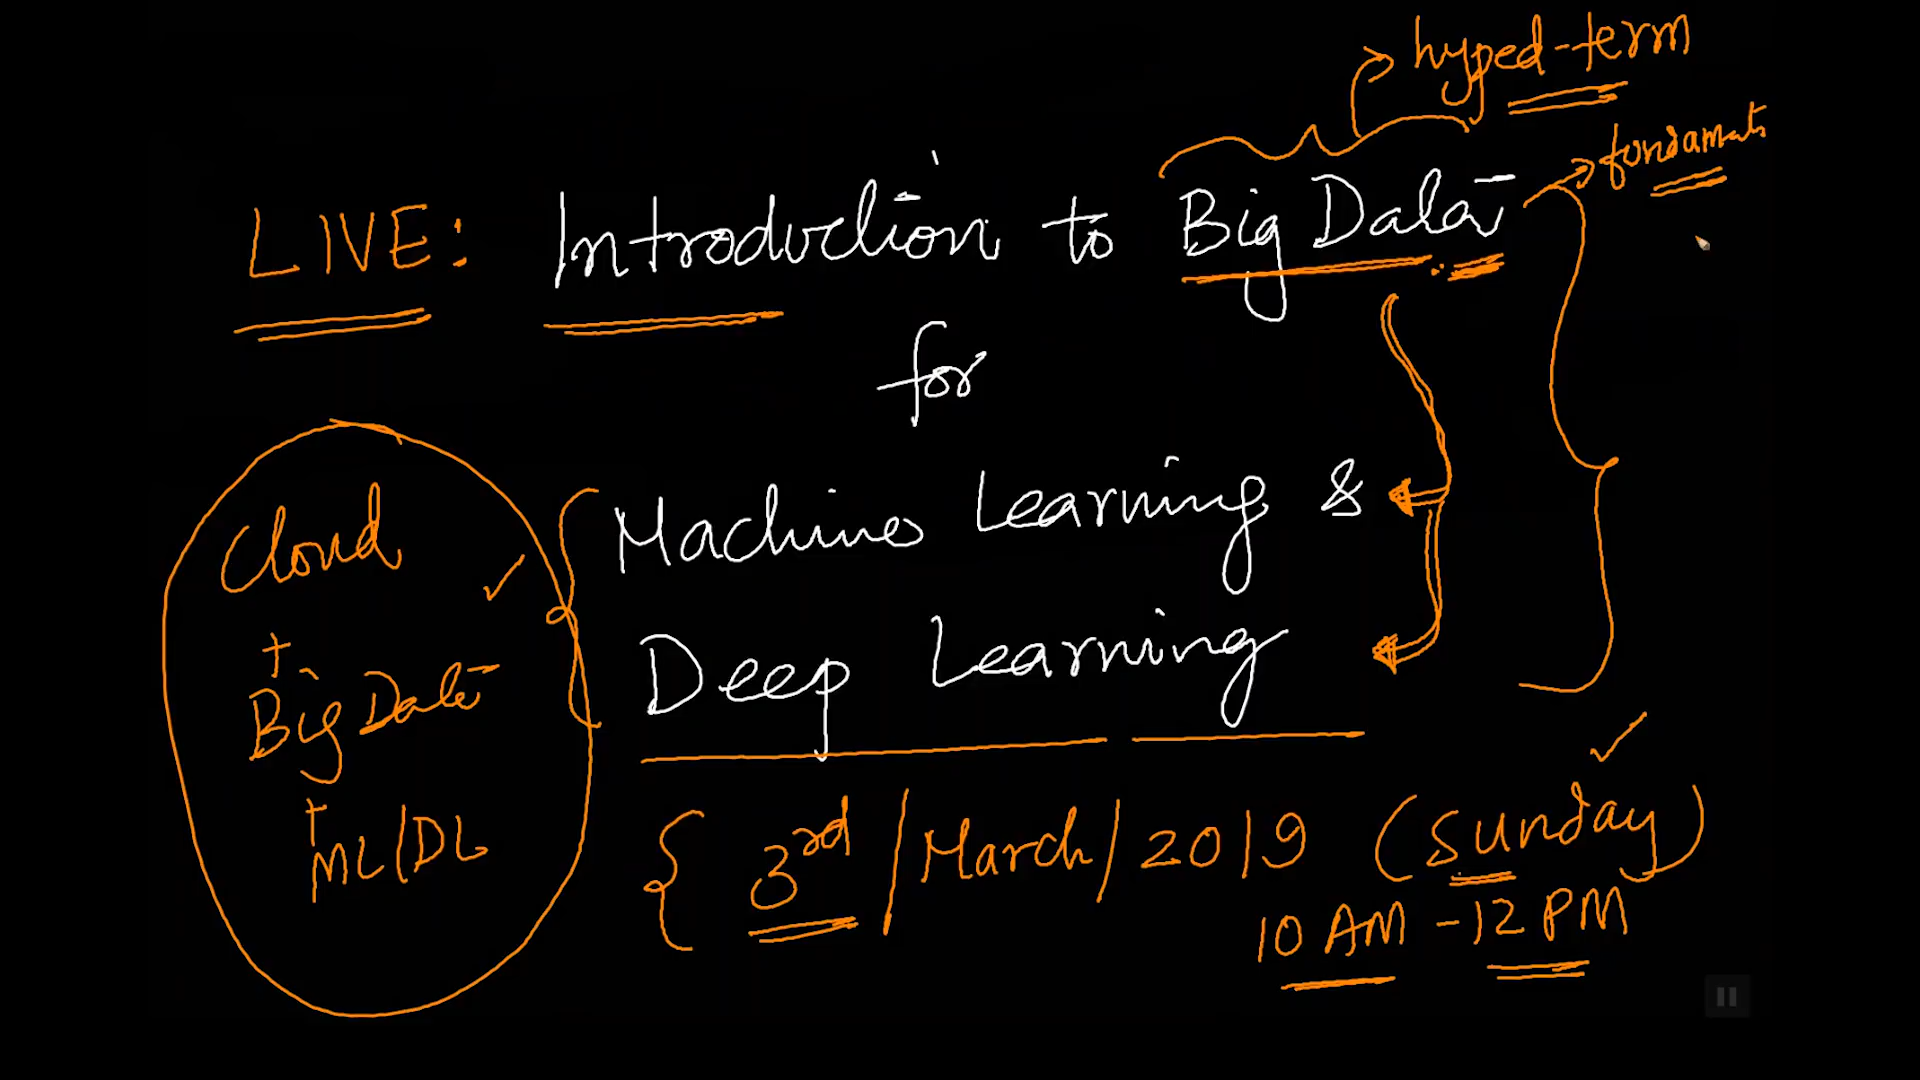 hyped-term
fundamats
LIVE: Introduction to Big Data
for
Machine Learning &
Deep Learning
Cloud
+
Big Data
+
ML/DL
{ 3rd/March/2019 (Sunday)
10 AM - 12 PM